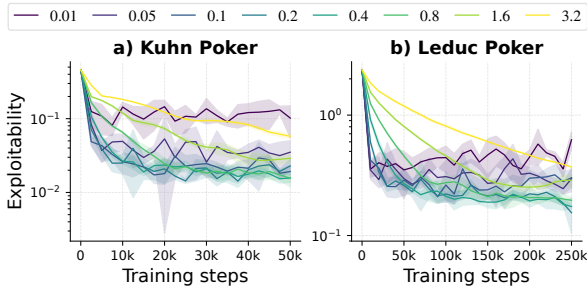 0.01 0.05 0.1 0.2 0.4 0.8 1.6 3.2
a) Kuhn Poker
b) Leduc Poker
Exploitability
10⁻¹
10⁻²
10⁰
10⁻¹
0 10k 20k 30k 40k 50k
0 50k 100k 150k 200k 250k
Training steps
Training steps